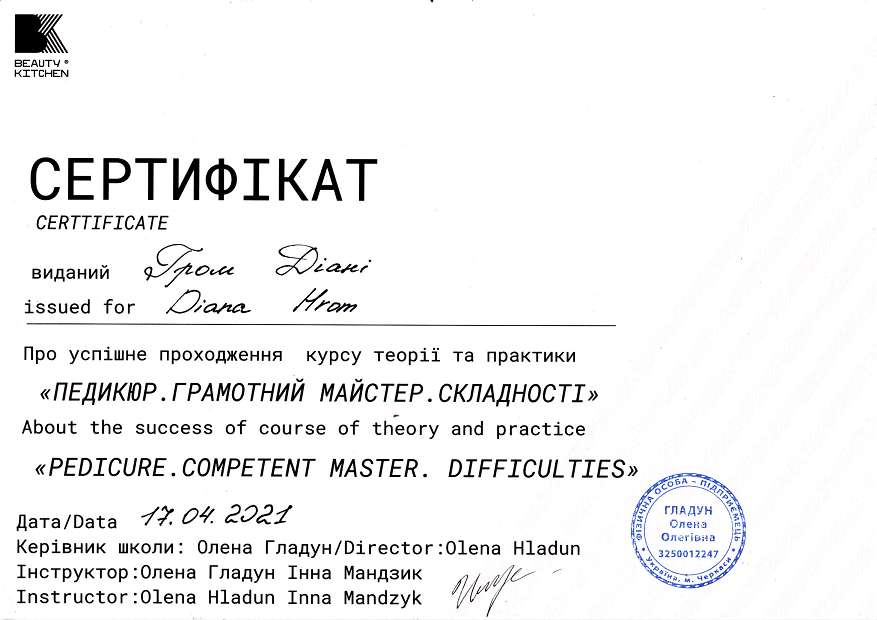 BEAUTY ®
KITCHEN
СЕРТИФІКАТ
CERTTIFICATE
виданий Гром Діані
issued for Diana Hrom
Про успішне проходження курсу теорії та практики
«ПЕДИКЮР.ГРАМОТНИЙ МАЙСТЕР.СКЛАДНОСТІ»
About the success of course of theory and practice
«PEDICURE.COMPETENT MASTER. DIFFICULTIES»
Дата/Data 17.04.2021
Керівник школи: Олена Гладун/Director:Olena Hladun
Інструктор:Олена Гладун Інна Мандзик
Instructor:Olena Hladun Inna Mandzyk
ФІЗИЧНА ОСОБА – ПІДПРИЄМЕЦЬ
ГЛАДУН
Олена
Олегівна
3250012247
* Україна, м. Черкаси *